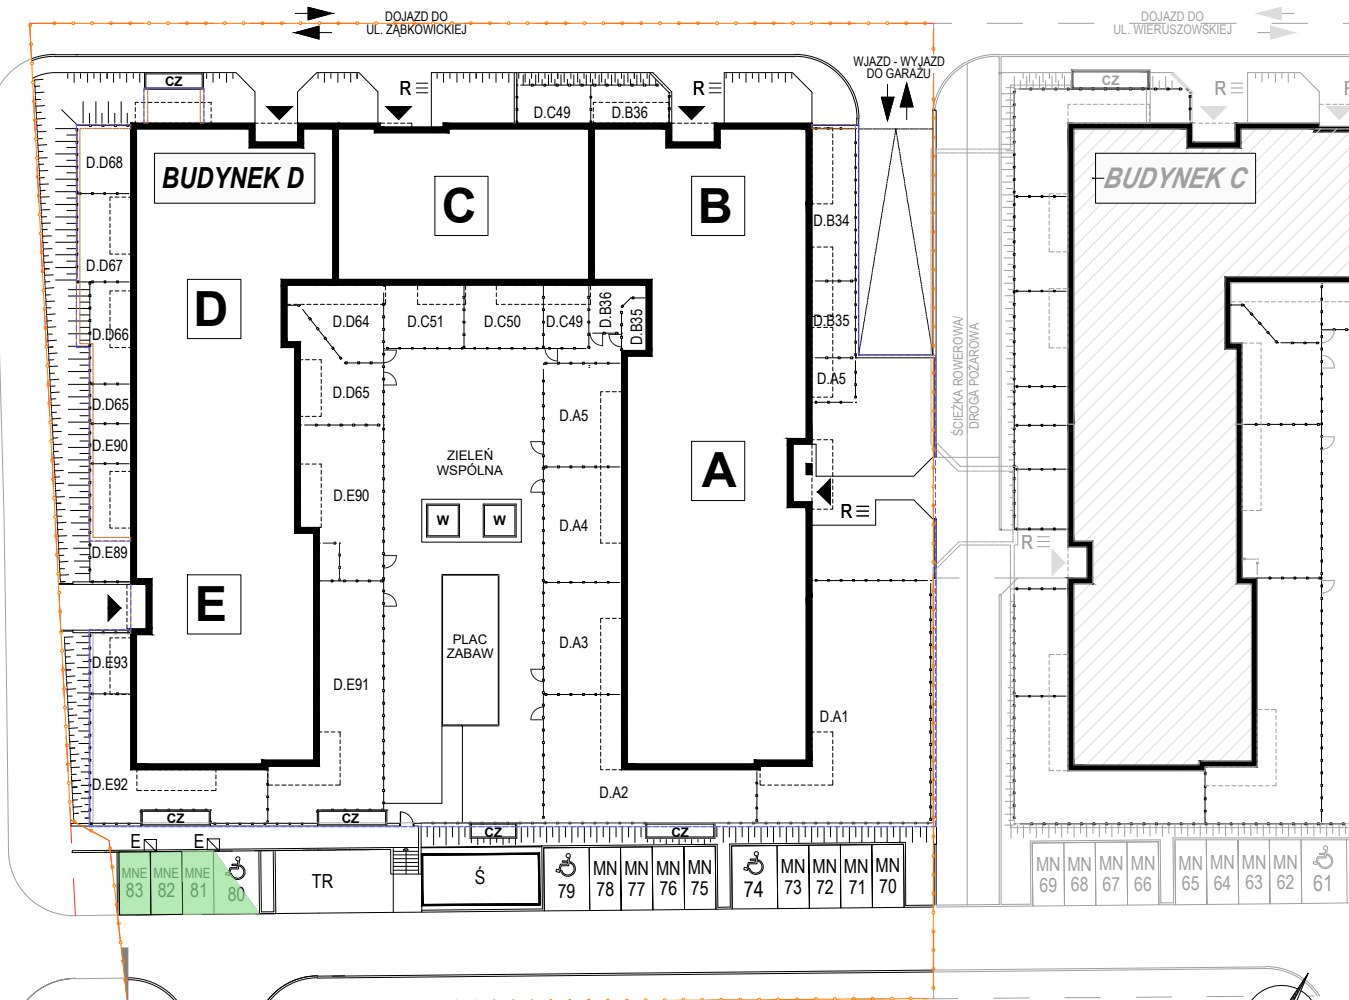 DOJAZD DO
UL. ZĄBKOWICKIEJ
DOJAZD DO
UL. WIERUSZOWSKIEJ
WJAZD - WYJAZD
DO GARAŻU
CZ
R
D.C49
D.B36
R
CZ
R
D.D68
BUDYNEK D
C
B
D.B34
BUDYNEK C
D.D67
D
D.D66
D.D64
D.C51
D.C50
D.C49
D.B36
D.B35
D.B35
ŚCIEŻKA ROWEROWA/
DROGA POŻAROWA
D.D65
D.D65
D.A5
D.A5
D.E90
ZIELEŃ
WSPÓLNA
A
D.E90
W
W
D.A4
R
D.E89
R
E
PLAC
ZABAW
D.A3
D.E93
D.E91
D.A1
D.E92
D.A2
CZ
CZ
CZ
CZ
E
E
MNE
83
MNE
82
MNE
81
80
TR
Ś
79
MN
78
MN
77
MN
76
MN
75
74
MN
73
MN
72
MN
71
MN
70
MN
69
MN
68
MN
67
MN
66
MN
65
MN
64
MN
63
MN
62
61